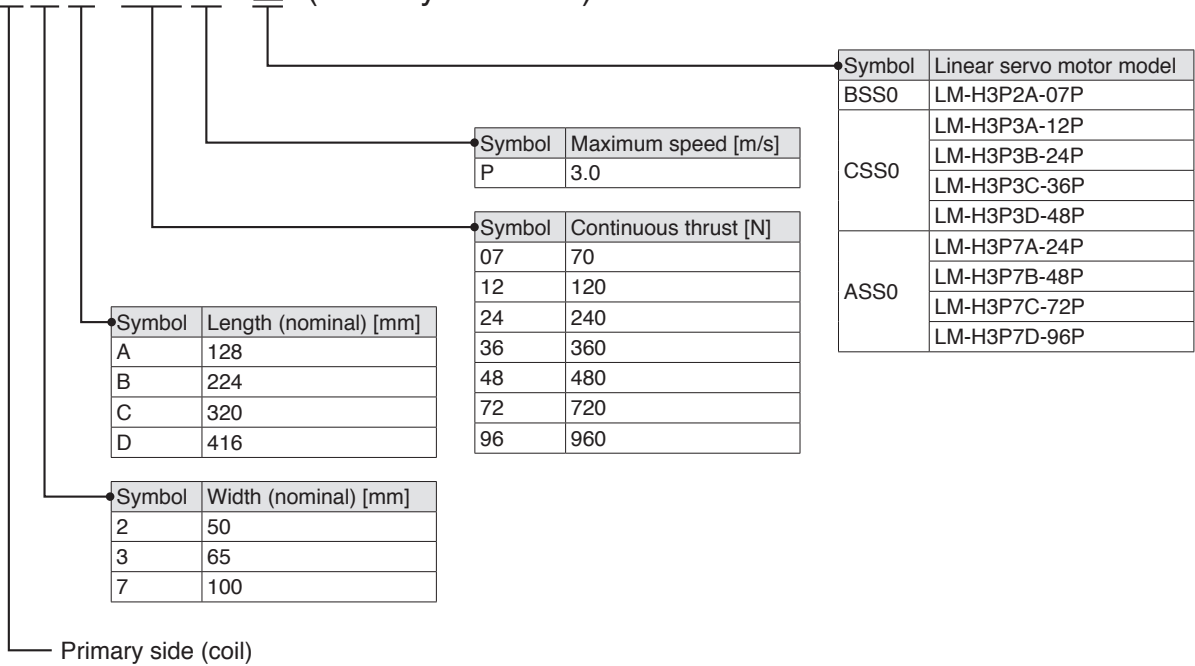 Symbol Linear servo motor model
BSS0 LM-H3P2A-07P
CSS0 LM-H3P3A-12P
LM-H3P3B-24P
LM-H3P3C-36P
LM-H3P3D-48P
ASS0 LM-H3P7A-24P
LM-H3P7B-48P
LM-H3P7C-72P
LM-H3P7D-96P
Symbol Maximum speed [m/s]
P 3.0
Symbol Continuous thrust [N]
07 70
12 120
24 240
36 360
48 480
72 720
96 960
Symbol Length (nominal) [mm]
A 128
B 224
C 320
D 416
Symbol Width (nominal) [mm]
2 50
3 65
7 100
Primary side (coil)